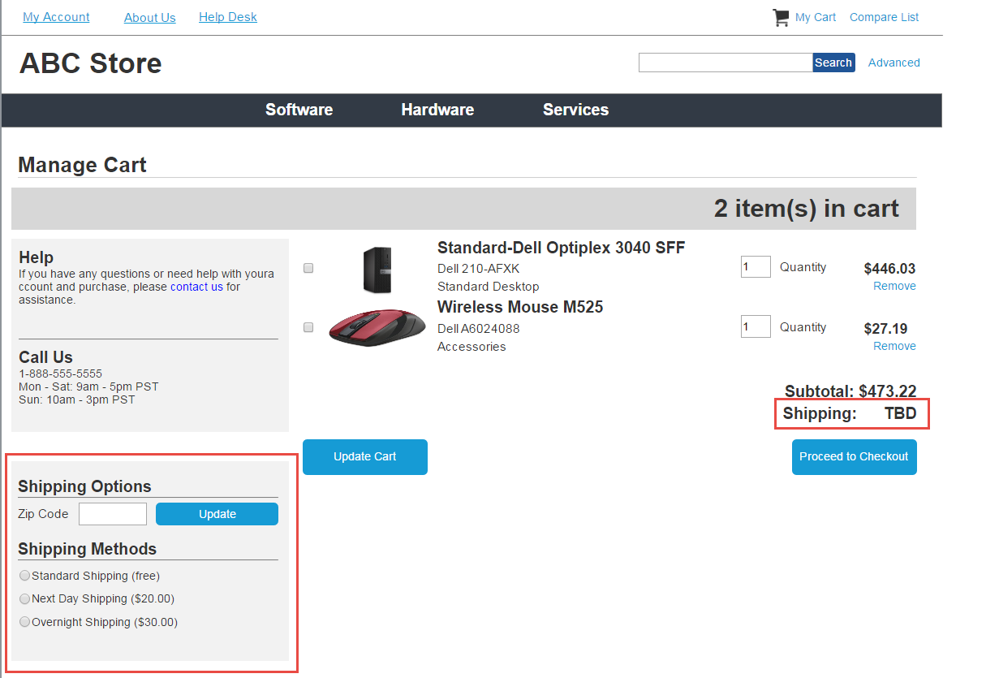 My Account About Us Help Desk My Cart Compare List
ABC Store Search Advanced
Software Hardware Services
Manage Cart
2 item(s) in cart
Help
If you have any questions or need help with youra
ccount and purchase, please contact us for
assistance.
Call Us
1-888-555-5555
Mon - Sat: 9am - 5pm PST
Sun: 10am - 3pm PST
Standard-Dell Optiplex 3040 SFF
Dell 210-AFXK 1 Quantity $446.03
Standard Desktop Remove
Wireless Mouse M525
Dell A6024088 1 Quantity $27.19
Accessories Remove
Subtotal: $473.22
Shipping: TBD
Update Cart Proceed to Checkout
Shipping Options
Zip Code Update
Shipping Methods
Standard Shipping (free)
Next Day Shipping ($20.00)
Overnight Shipping ($30.00)